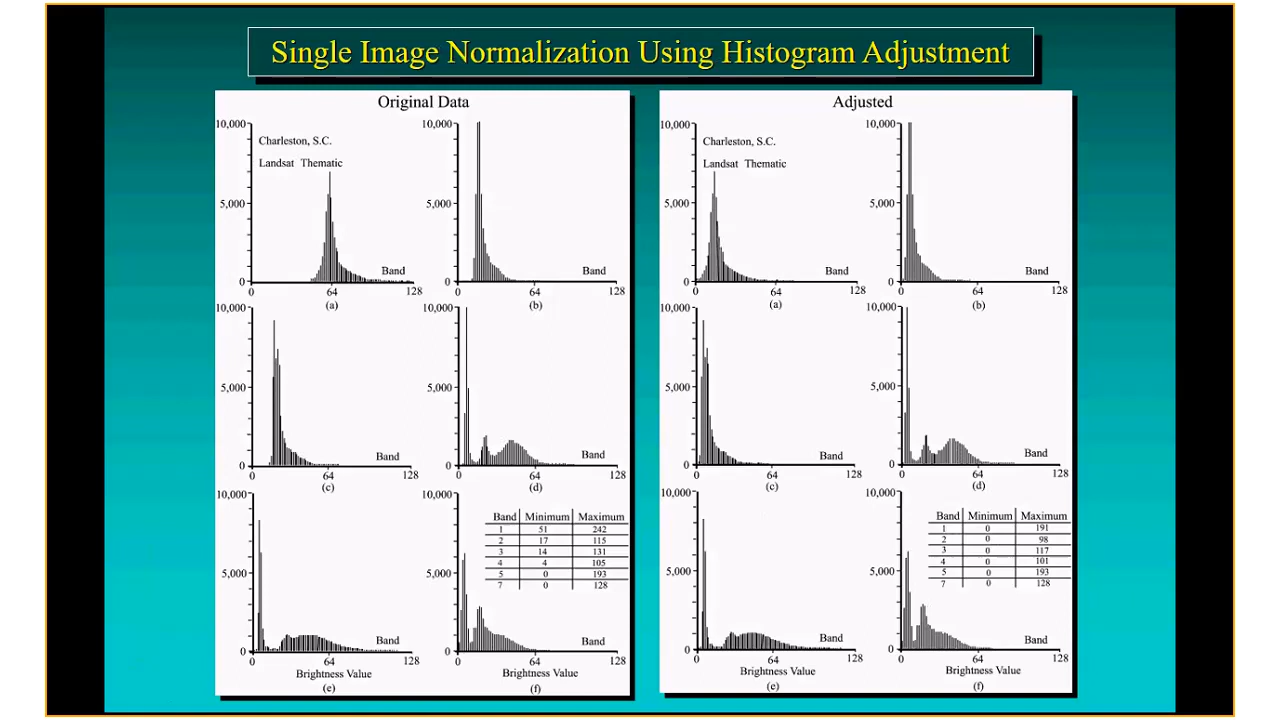 Single Image Normalization Using Histogram Adjustment
Original Data
10,000
5,000
0
Charleston, S.C.
Landsat Thematic
Band
0
64
128
(a)
10,000
5,000
0
Band
0
64
128
(b)
10,000
5,000
0
Band
0
64
128
(c)
10,000
5,000
0
Band
0
64
128
(d)
10,000
5,000
0
Band
0
64
128
Brightness Value
(e)
10,000
5,000
0
Band Minimum Maximum
1 51 242
2 17 115
3 14 131
4 4 105
5 0 193
7 0 128
Band
0
64
128
Brightness Value
(f)
Adjusted
10,000
5,000
0
Charleston, S.C.
Landsat Thematic
Band
0
64
128
(a)
10,000
5,000
0
Band
0
64
128
(b)
10,000
5,000
0
Band
0
64
128
(c)
10,000
5,000
0
Band
0
64
128
(d)
10,000
5,000
0
Band
0
64
128
Brightness Value
(e)
10,000
5,000
0
Band Minimum Maximum
1 0 191
2 0 98
3 0 117
4 0 101
5 0 193
7 0 128
Band
0
64
128
Brightness Value
(f)